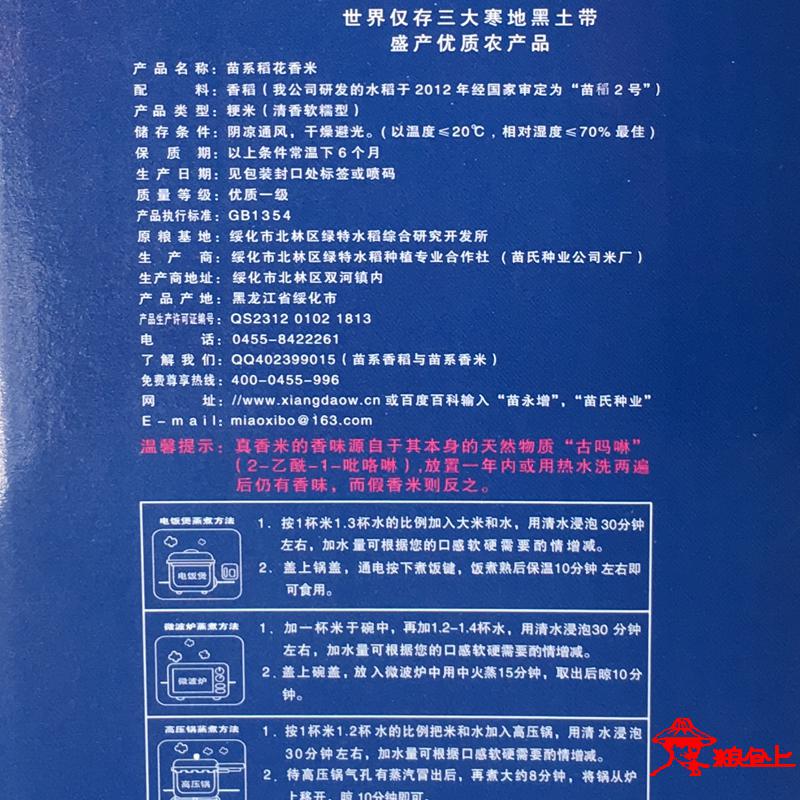 世界仅存三大寒地黑土带
盛产优质农产品
产品名称：苗系稻花香米
配料：香稻（我公司研发的水稻于2012年经国家审定为“苗稻2号”）
产品类型：粳米（清香软糯型）
储存条件：阴凉通风，干燥避光。（以温度≤20℃，相对湿度≤70%最佳）
保质期：以上条件常温下6个月
生产日期：见包装封口处标签或喷码
质量等级：优质一级
产品执行标准：GB1354
原粮基地：绥化市北林区绿特水稻综合研究开发所
生产商：绥化市北林区绿特水稻种植专业合作社（苗氏种业公司米厂）
生产商地址：绥化市北林区双河镇内
产品产地：黑龙江省绥化市
产品生产许可证编号：QS2312 0102 1813
电话：0455-8422261
了解我们：QQ402399015（苗系香稻与苗系香米）
免费尊享热线：400-0455-996
网址：//www.xiangdaow.cn或百度百科输入“苗永增”，“苗氏种业”
E-mail：miaoxibo@163.com
温馨提示：真香米的香味源自于其本身的天然物质“古吗啉”
（2-乙酰-1-吡咯啉），放置一年内或用热水洗两遍
后仍有香味，而假香米则反之。
电饭煲蒸煮方法
电饭煲
1、按1杯米1.3杯水的比例加入大米和水，用清水浸泡30分钟
左右，加水量可根据您的口感软硬需要酌情增减。
2、盖上锅盖，通电按下煮饭键，饭煮熟后保温10分钟左右即
可食用。
微波炉蒸煮方法
微波炉
1、加一杯米于碗中，再加1.2-1.4杯水，用清水浸泡30分钟
左右，加水量可根据您的口感软硬需要酌情增减。
2、盖上碗盖，放入微波炉中用中火蒸15分钟，取出后晾10分
钟。
高压锅蒸煮方法
高压锅
1、按1杯米1.2杯水的比例把米和水加入高压锅，用清水浸泡
30分钟左右，加水量可根据口感软硬需要酌情增减。
2、待高压锅气孔有蒸汽冒出后，再煮大约8分钟，将锅从炉
上移开，晾10分钟即可。
粮仓上